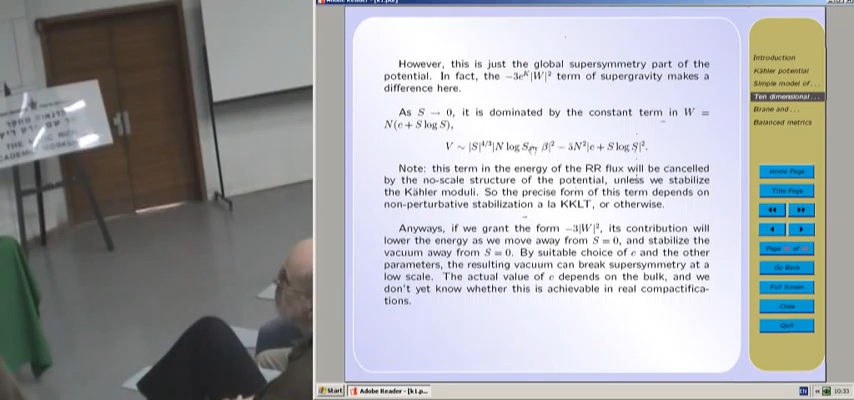 However, this is just the global supersymmetry part of the
potential. In fact, the −3e^K|W|² term of supergravity makes a
difference here.
As S → 0, it is dominated by the constant term in W =
N(c + S log S),
V ∼ |S|^{4/3}|N log S β|² − 3N²|c + S log S|².
Note: this term in the energy of the RR flux will be cancelled
by the no-scale structure of the potential, unless we stabilize
the Kähler moduli. So the precise form of this term depends on
non-perturbative stabilization a la KKLT, or otherwise.
Anyways, if we grant the form −3|W|², its contribution will
lower the energy as we move away from S = 0, and stabilize the
vacuum away from S = 0. By suitable choice of c and the other
parameters, the resulting vacuum can break supersymmetry at a
low scale. The actual value of c depends on the bulk, and we
don't yet know whether this is achievable in real compactifica-
tions.
Introduction
Kähler potential
Simple model of...
Ten dimensional...
Brane and...
Balanced metrics
Home Page
Title Page
Page of
Go Back
Full Screen
Close
Quit
Start
Adobe Reader - [k1.p...
EN
10:33